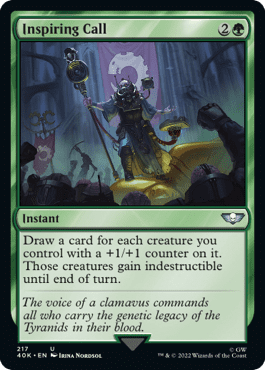 Inspiring Call 2
Instant
Draw a card for each creature you
control with a +1/+1 counter on it.
Those creatures gain indestructible
until end of turn.
The voice of a clamavus commands
all who carry the genetic legacy of the
Tyranids in their blood.
217 U © GW
40K • EN IRINA NORDSOL ™ & © 2022 Wizards of the Coast